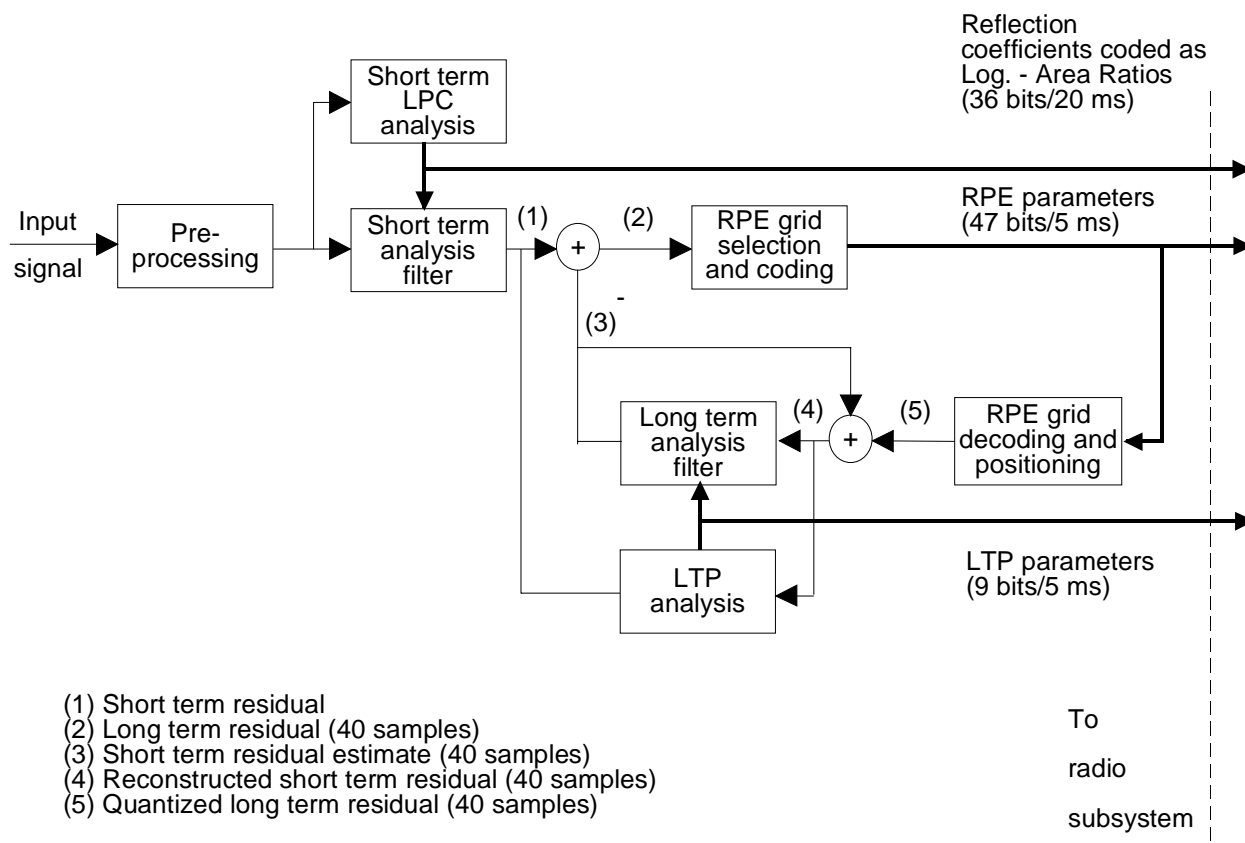 Reflection
coefficients coded as
Log. - Area Ratios
(36 bits/20 ms)
Short term
LPC
analysis
RPE parameters
(47 bits/5 ms)
Input
signal
Pre-
processing
Short term
analysis
filter
(1)
+
(2)
RPE grid
selection
and coding
-
(3)
Long term
analysis
filter
(4)
+
(5)
RPE grid
decoding and
positioning
LTP
analysis
LTP parameters
(9 bits/5 ms)
(1) Short term residual
(2) Long term residual (40 samples)
(3) Short term residual estimate (40 samples)
(4) Reconstructed short term residual (40 samples)
(5) Quantized long term residual (40 samples)
To
radio
subsystem